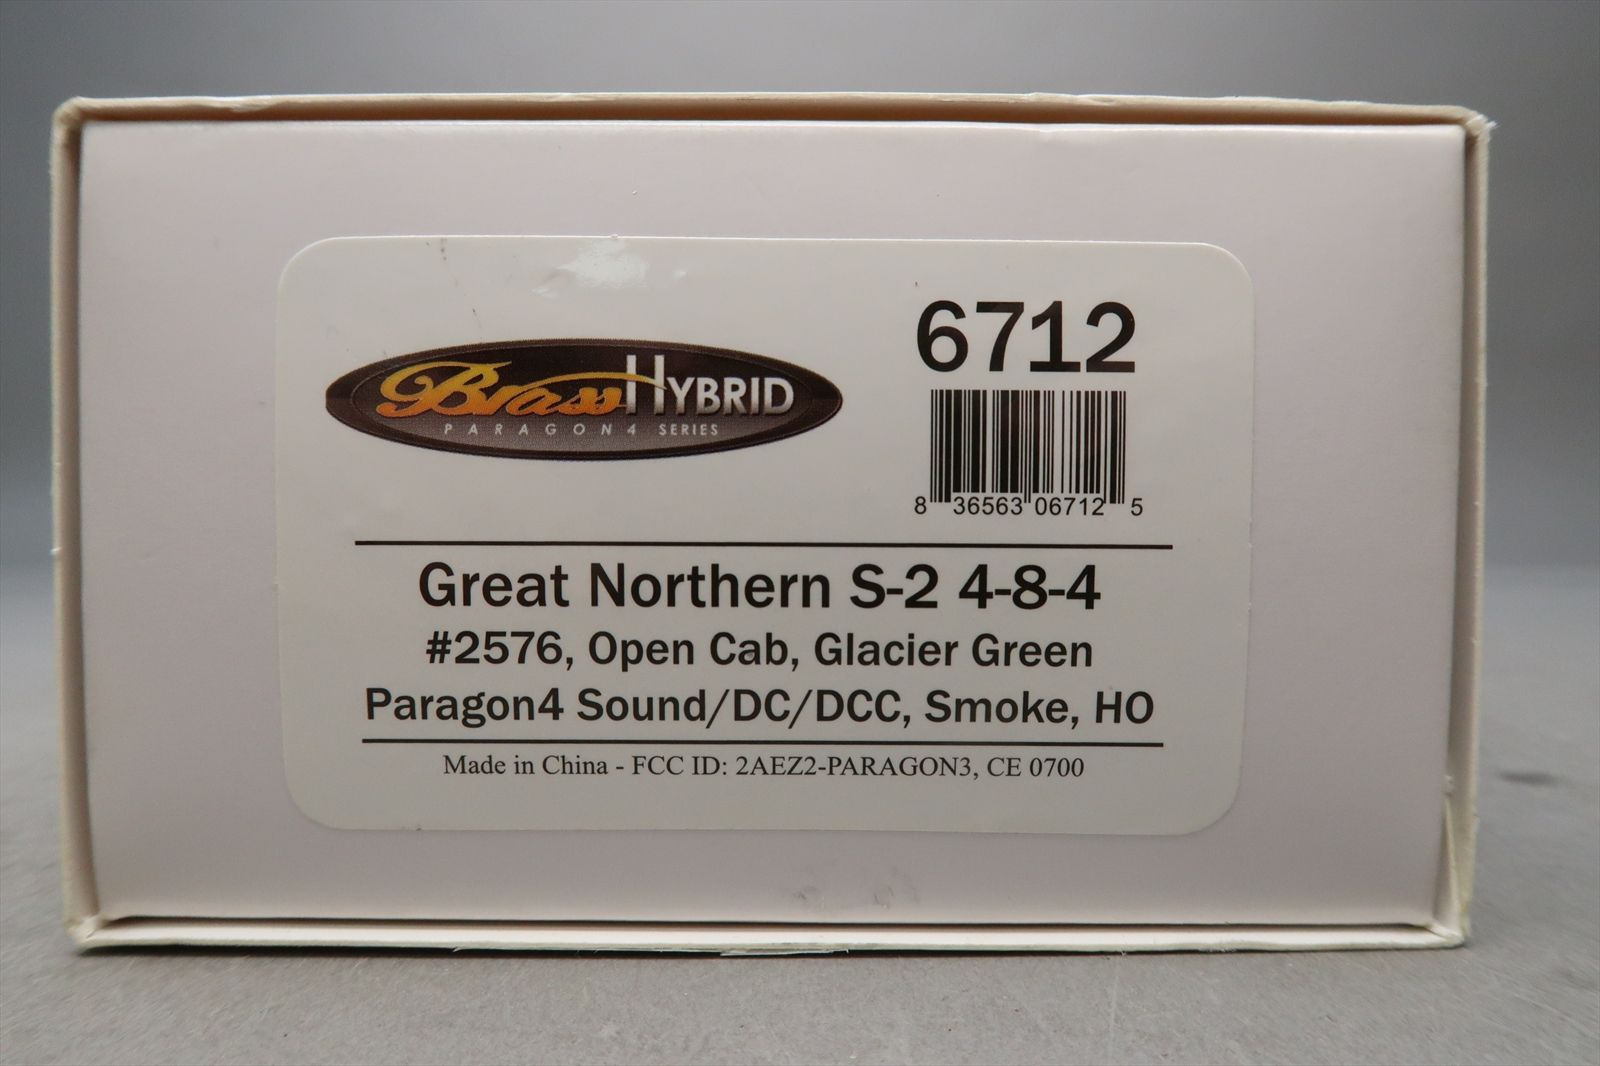 Brass HYBRID
PARAGON4 SERIES
6712
8 36563 06712 5
Great Northern S-2 4-8-4
#2576, Open Cab, Glacier Green
Paragon4 Sound/DC/DCC, Smoke, HO
Made in China - FCC ID: 2AEZ2-PARAGON3, CE 0700